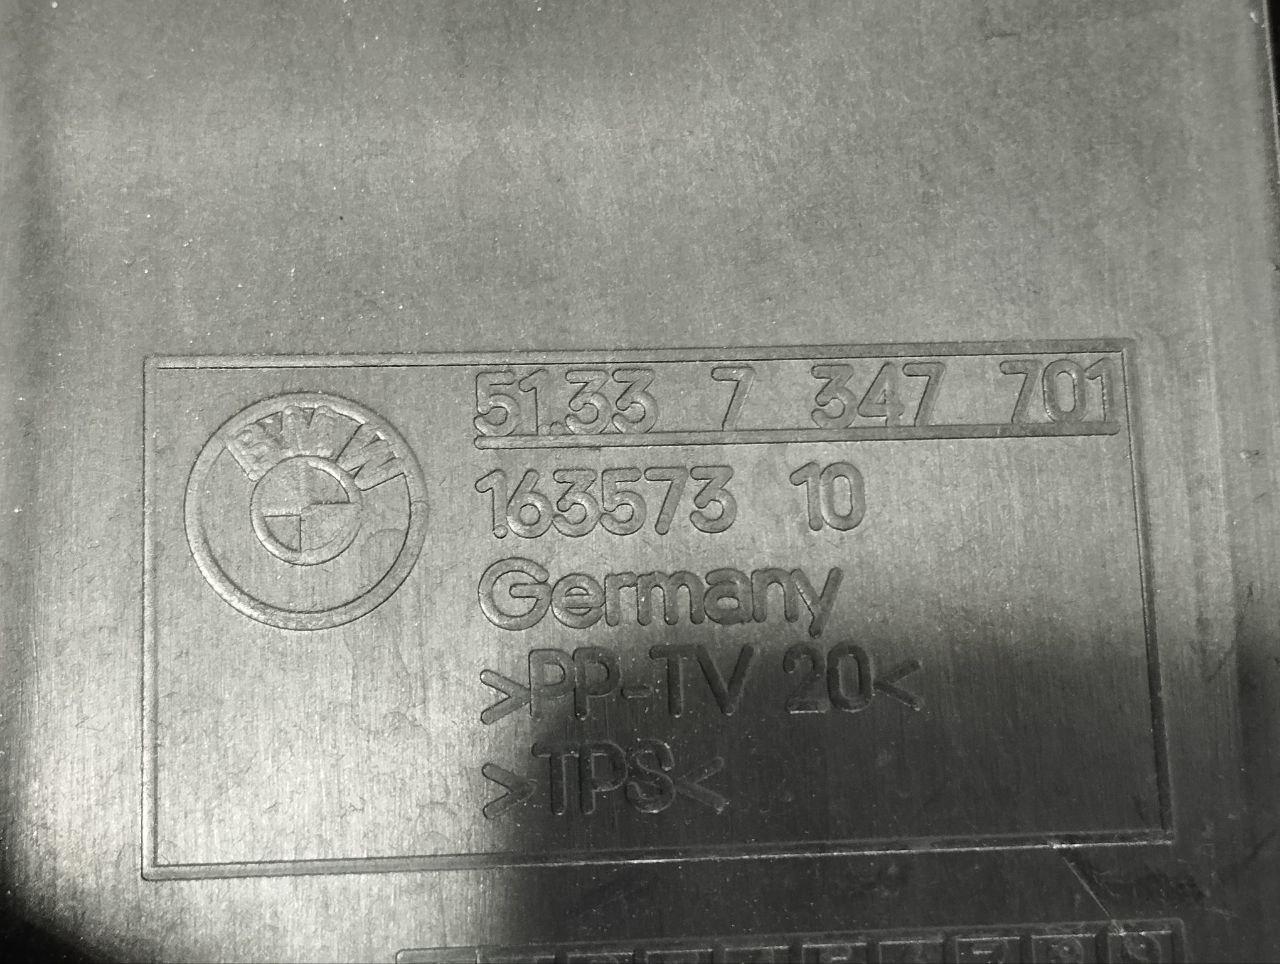 BMW
51.33 7 347 701
163573 10
Germany
>PP-TV 20<
>TPS<